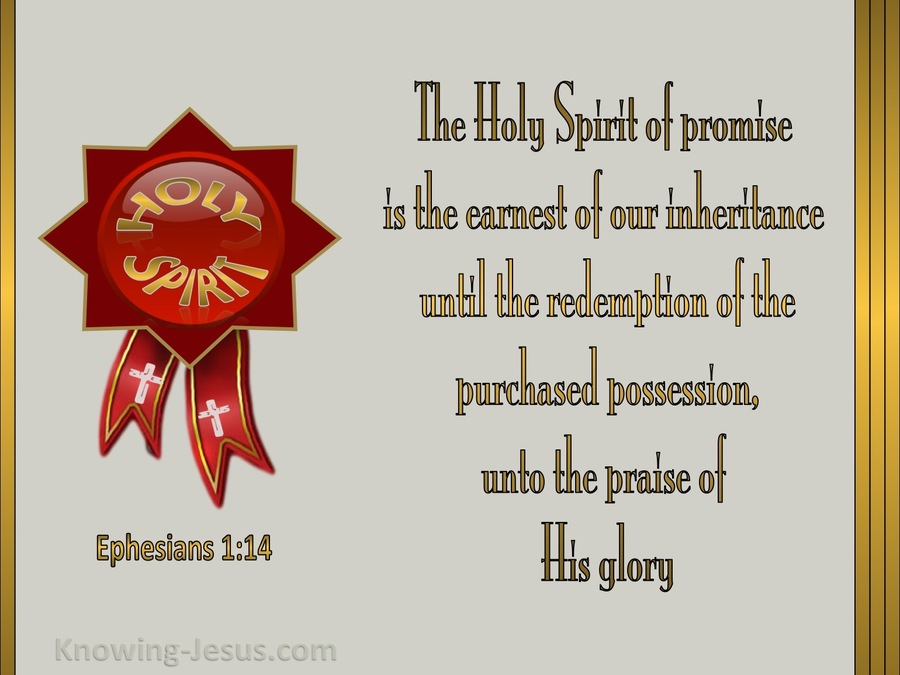 HOLY
SPIRIT
Ephesians 1:14
The Holy Spirit of promise
is the earnest of our inheritance
until the redemption of the
purchased possession,
unto the praise of
His glory
Knowing-Jesus.com